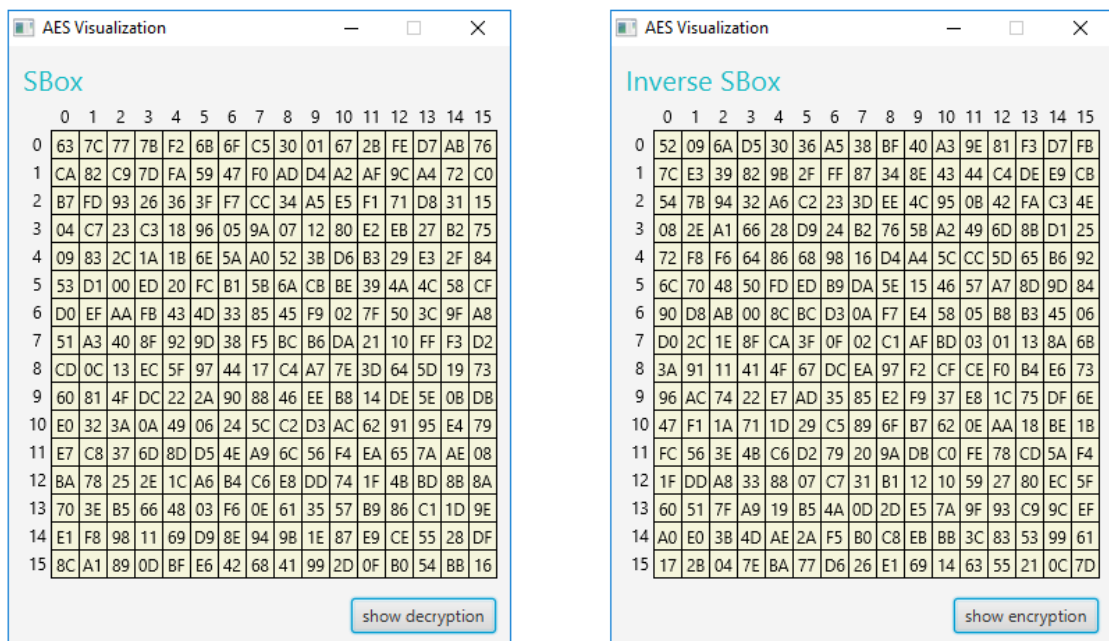 AES Visualization
SBox
0 1 2 3 4 5 6 7 8 9 10 11 12 13 14 15
0 63 7C 77 7B F2 6B 6F C5 30 01 67 2B FE D7 AB 76
1 CA 82 C9 7D FA 59 47 F0 AD D4 A2 AF 9C A4 72 C0
2 B7 FD 93 26 36 3F F7 CC 34 A5 E5 F1 71 D8 31 15
3 04 C7 23 C3 18 96 05 9A 07 12 80 E2 EB 27 B2 75
4 09 83 2C 1A 1B 6E 5A A0 52 3B D6 B3 29 E3 2F 84
5 53 D1 00 ED 20 FC B1 5B 6A CB BE 39 4A 4C 58 CF
6 D0 EF AA FB 43 4D 33 85 45 F9 02 7F 50 3C 9F A8
7 51 A3 40 8F 92 9D 38 F5 BC B6 DA 21 10 FF F3 D2
8 CD 0C 13 EC 5F 97 44 17 C4 A7 7E 3D 64 5D 19 73
9 60 81 4F DC 22 2A 90 88 46 EE B8 14 DE 5E 0B DB
10 E0 32 3A 0A 49 06 24 5C C2 D3 AC 62 91 95 E4 79
11 E7 C8 37 6D 8D D5 4E A9 6C 56 F4 EA 65 7A AE 08
12 BA 78 25 2E 1C A6 B4 C6 E8 DD 74 1F 4B BD 8B 8A
13 70 3E B5 66 48 03 F6 0E 61 35 57 B9 86 C1 1D 9E
14 E1 F8 98 11 69 D9 8E 94 9B 1E 87 E9 CE 55 28 DF
15 8C A1 89 0D BF E6 42 68 41 99 2D 0F B0 54 BB 16
show decryption
AES Visualization
Inverse SBox
0 1 2 3 4 5 6 7 8 9 10 11 12 13 14 15
0 52 09 6A D5 30 36 A5 38 BF 40 A3 9E 81 F3 D7 FB
1 7C E3 39 82 9B 2F FF 87 34 8E 43 44 C4 DE E9 CB
2 54 7B 94 32 A6 C2 23 3D EE 4C 95 0B 42 FA C3 4E
3 08 2E A1 66 28 D9 24 B2 76 5B A2 49 6D 8B D1 25
4 72 F8 F6 64 86 68 98 16 D4 A4 5C CC 5D 65 B6 92
5 6C 70 48 50 FD ED B9 DA 5E 15 46 57 A7 8D 9D 84
6 90 D8 AB 00 8C BC D3 0A F7 E4 58 05 B8 B3 45 06
7 D0 2C 1E 8F CA 3F 0F 02 C1 AF BD 03 01 13 8A 6B
8 3A 91 11 41 4F 67 DC EA 97 F2 CF CE F0 B4 E6 73
9 96 AC 74 22 E7 AD 35 85 E2 F9 37 E8 1C 75 DF 6E
10 47 F1 1A 71 1D 29 C5 89 6F B7 62 0E AA 18 BE 1B
11 FC 56 3E 4B C6 D2 79 20 9A DB C0 FE 78 CD 5A F4
12 1F DD A8 33 88 07 C7 31 B1 12 10 59 27 80 EC 5F
13 60 51 7F A9 19 B5 4A 0D 2D E5 7A 9F 93 C9 9C EF
14 A0 E0 3B 4D AE 2A F5 B0 C8 EB BB 3C 83 53 99 61
15 17 2B 04 7E BA 77 D6 26 E1 69 14 63 55 21 0C 7D
show encryption